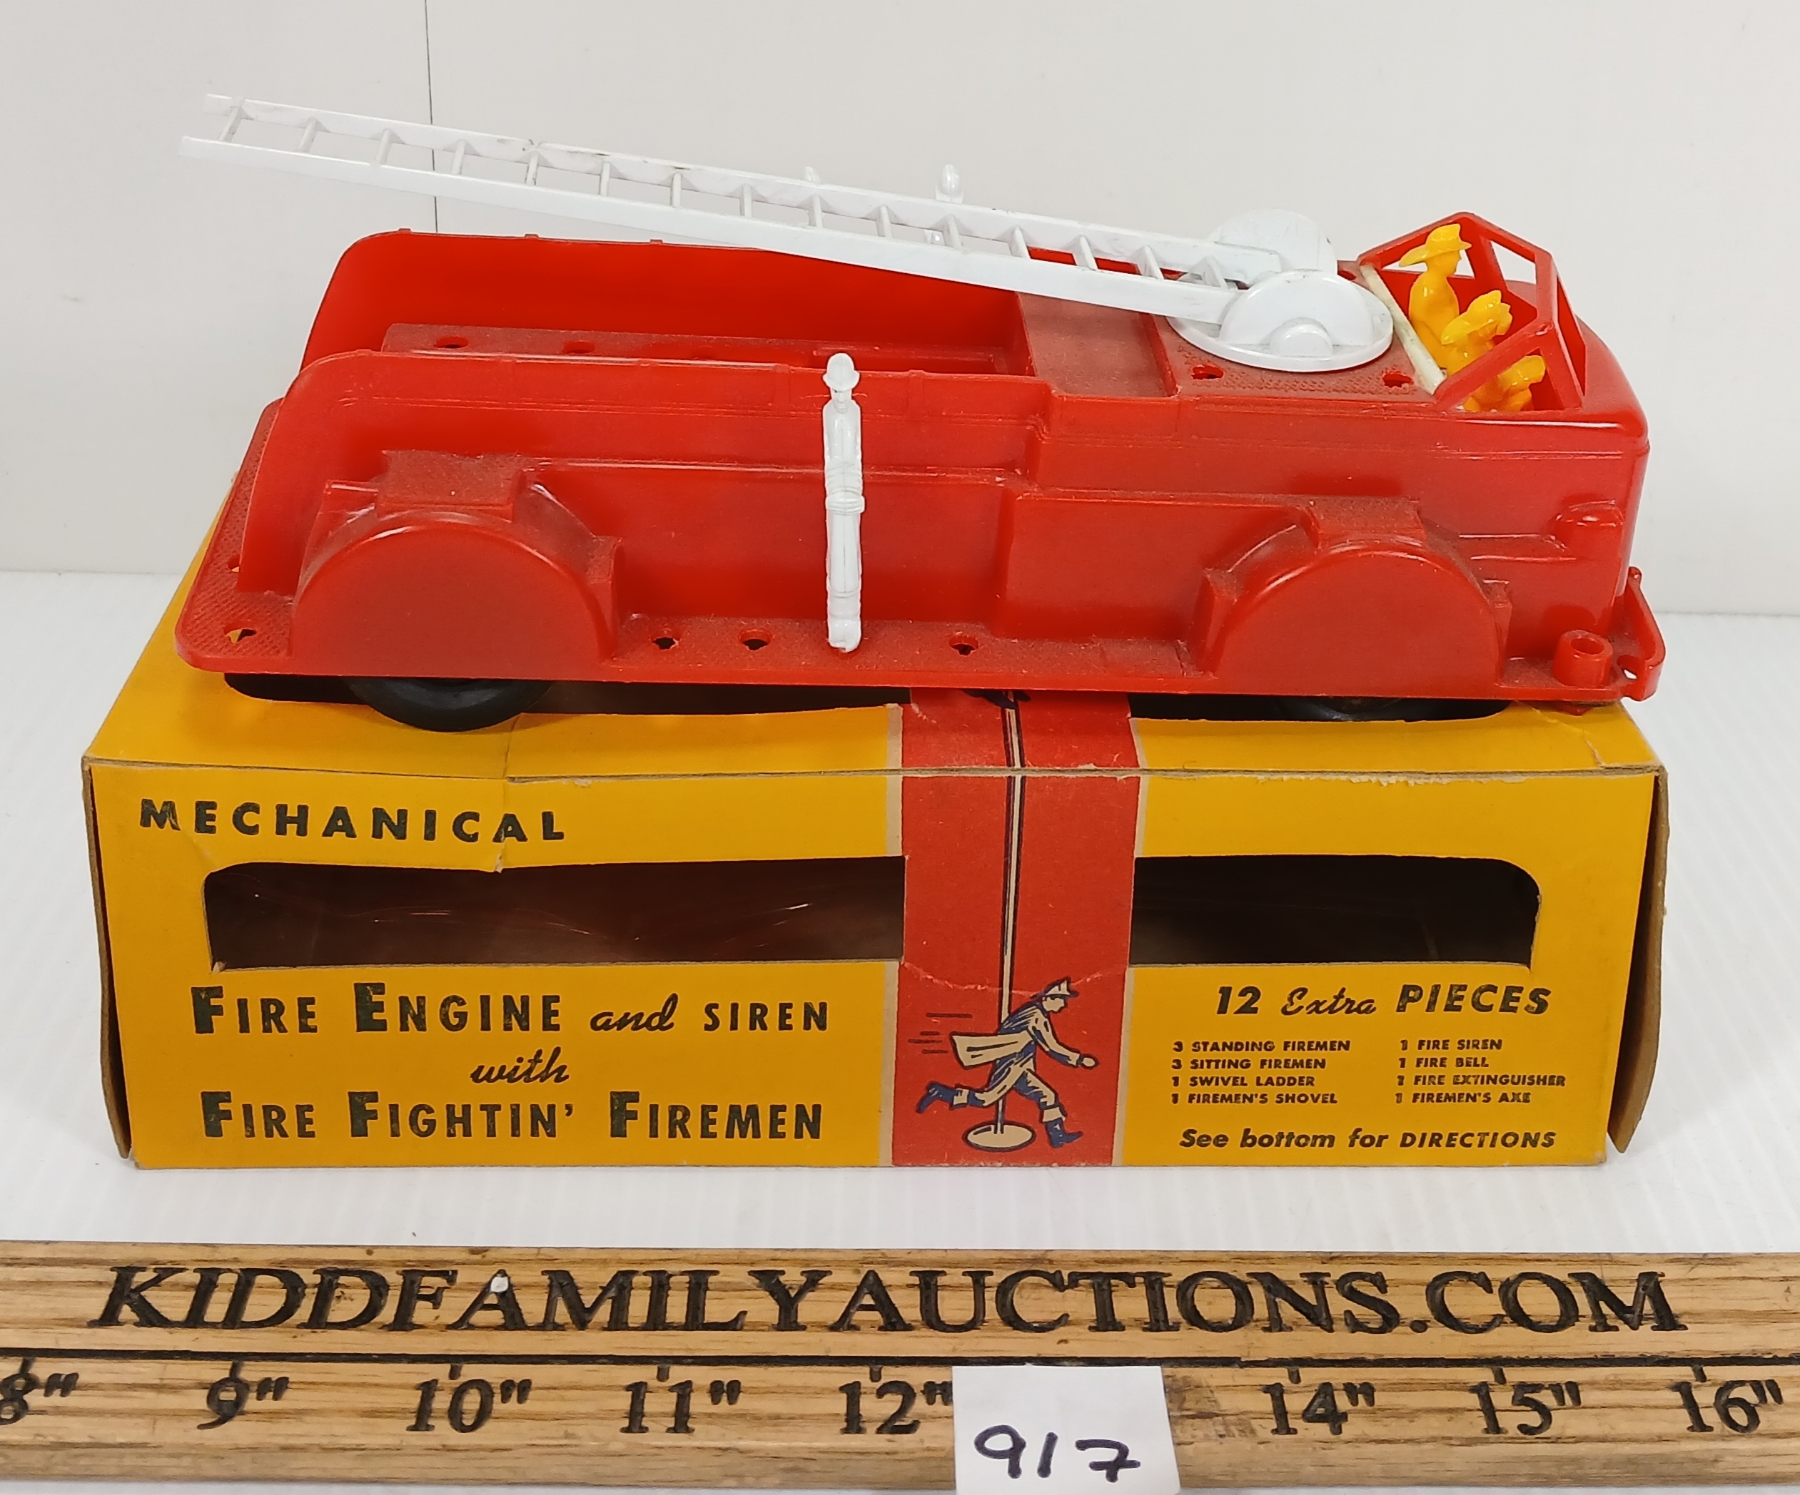 MECHANICAL
FIRE ENGINE and SIREN
with
FIRE FIGHTIN' FIREMEN
12 Extra PIECES
3 STANDING FIREMEN
3 SITTING FIREMEN
1 SWIVEL LADDER
1 FIREMEN'S SHOVEL
1 FIRE SIREN
1 FIRE BELL
1 FIRE EXTINGUISHER
1 FIREMEN'S AXE
See bottom for DIRECTIONS
KIDDFAMILYAUCTIONS.COM
8" 9" 10" 11" 12" 14" 15" 16"
917